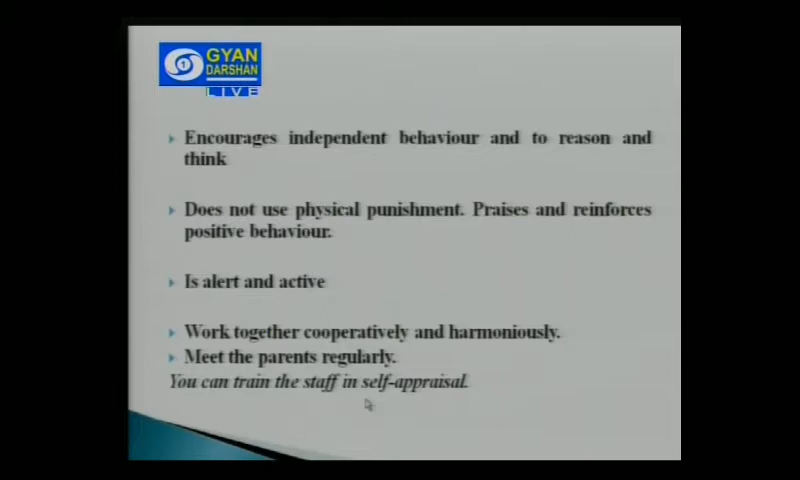 GYAN
DARSHAN
LIVE
Encourages independent behaviour and to reason and
think
Does not use physical punishment. Praises and reinforces
positive behaviour.
Is alert and active
Work together cooperatively and harmoniously.
Meet the parents regularly.
You can train the staff in self-appraisal.